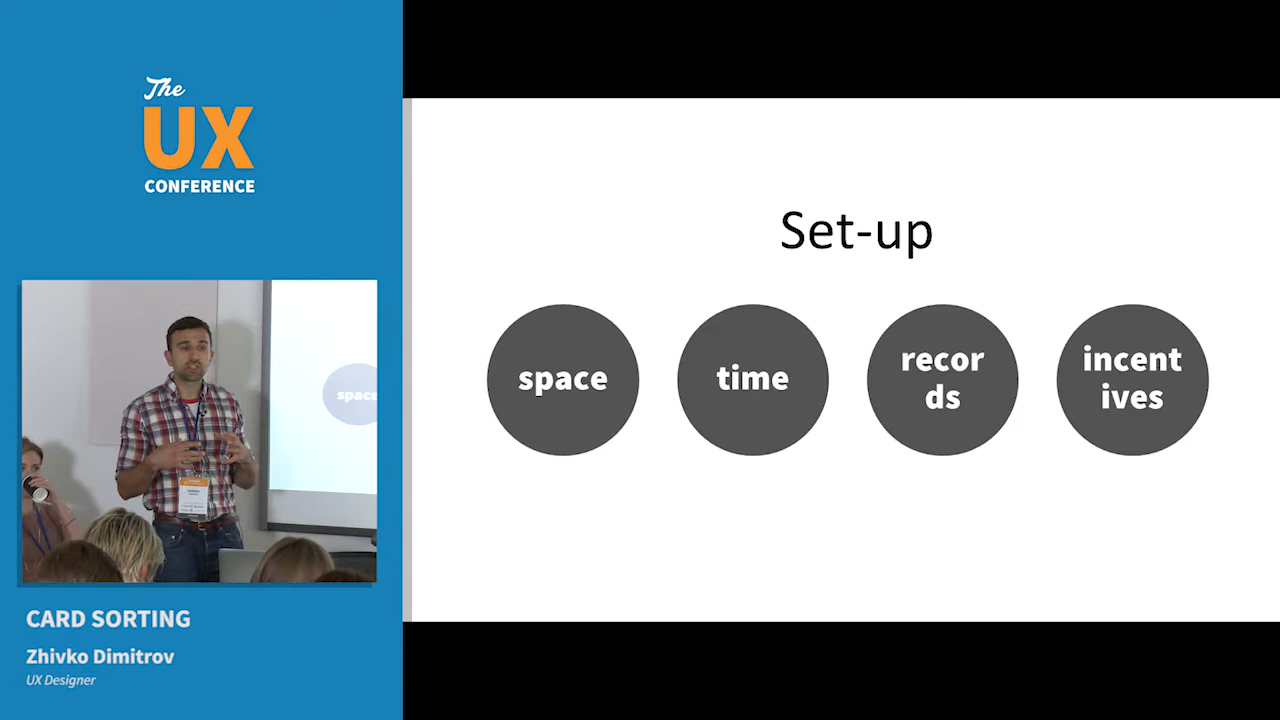 The
UX
CONFERENCE
space
CARD SORTING
Zhivko Dimitrov
UX Designer
Set-up
space
time
recor
ds
incent
ives